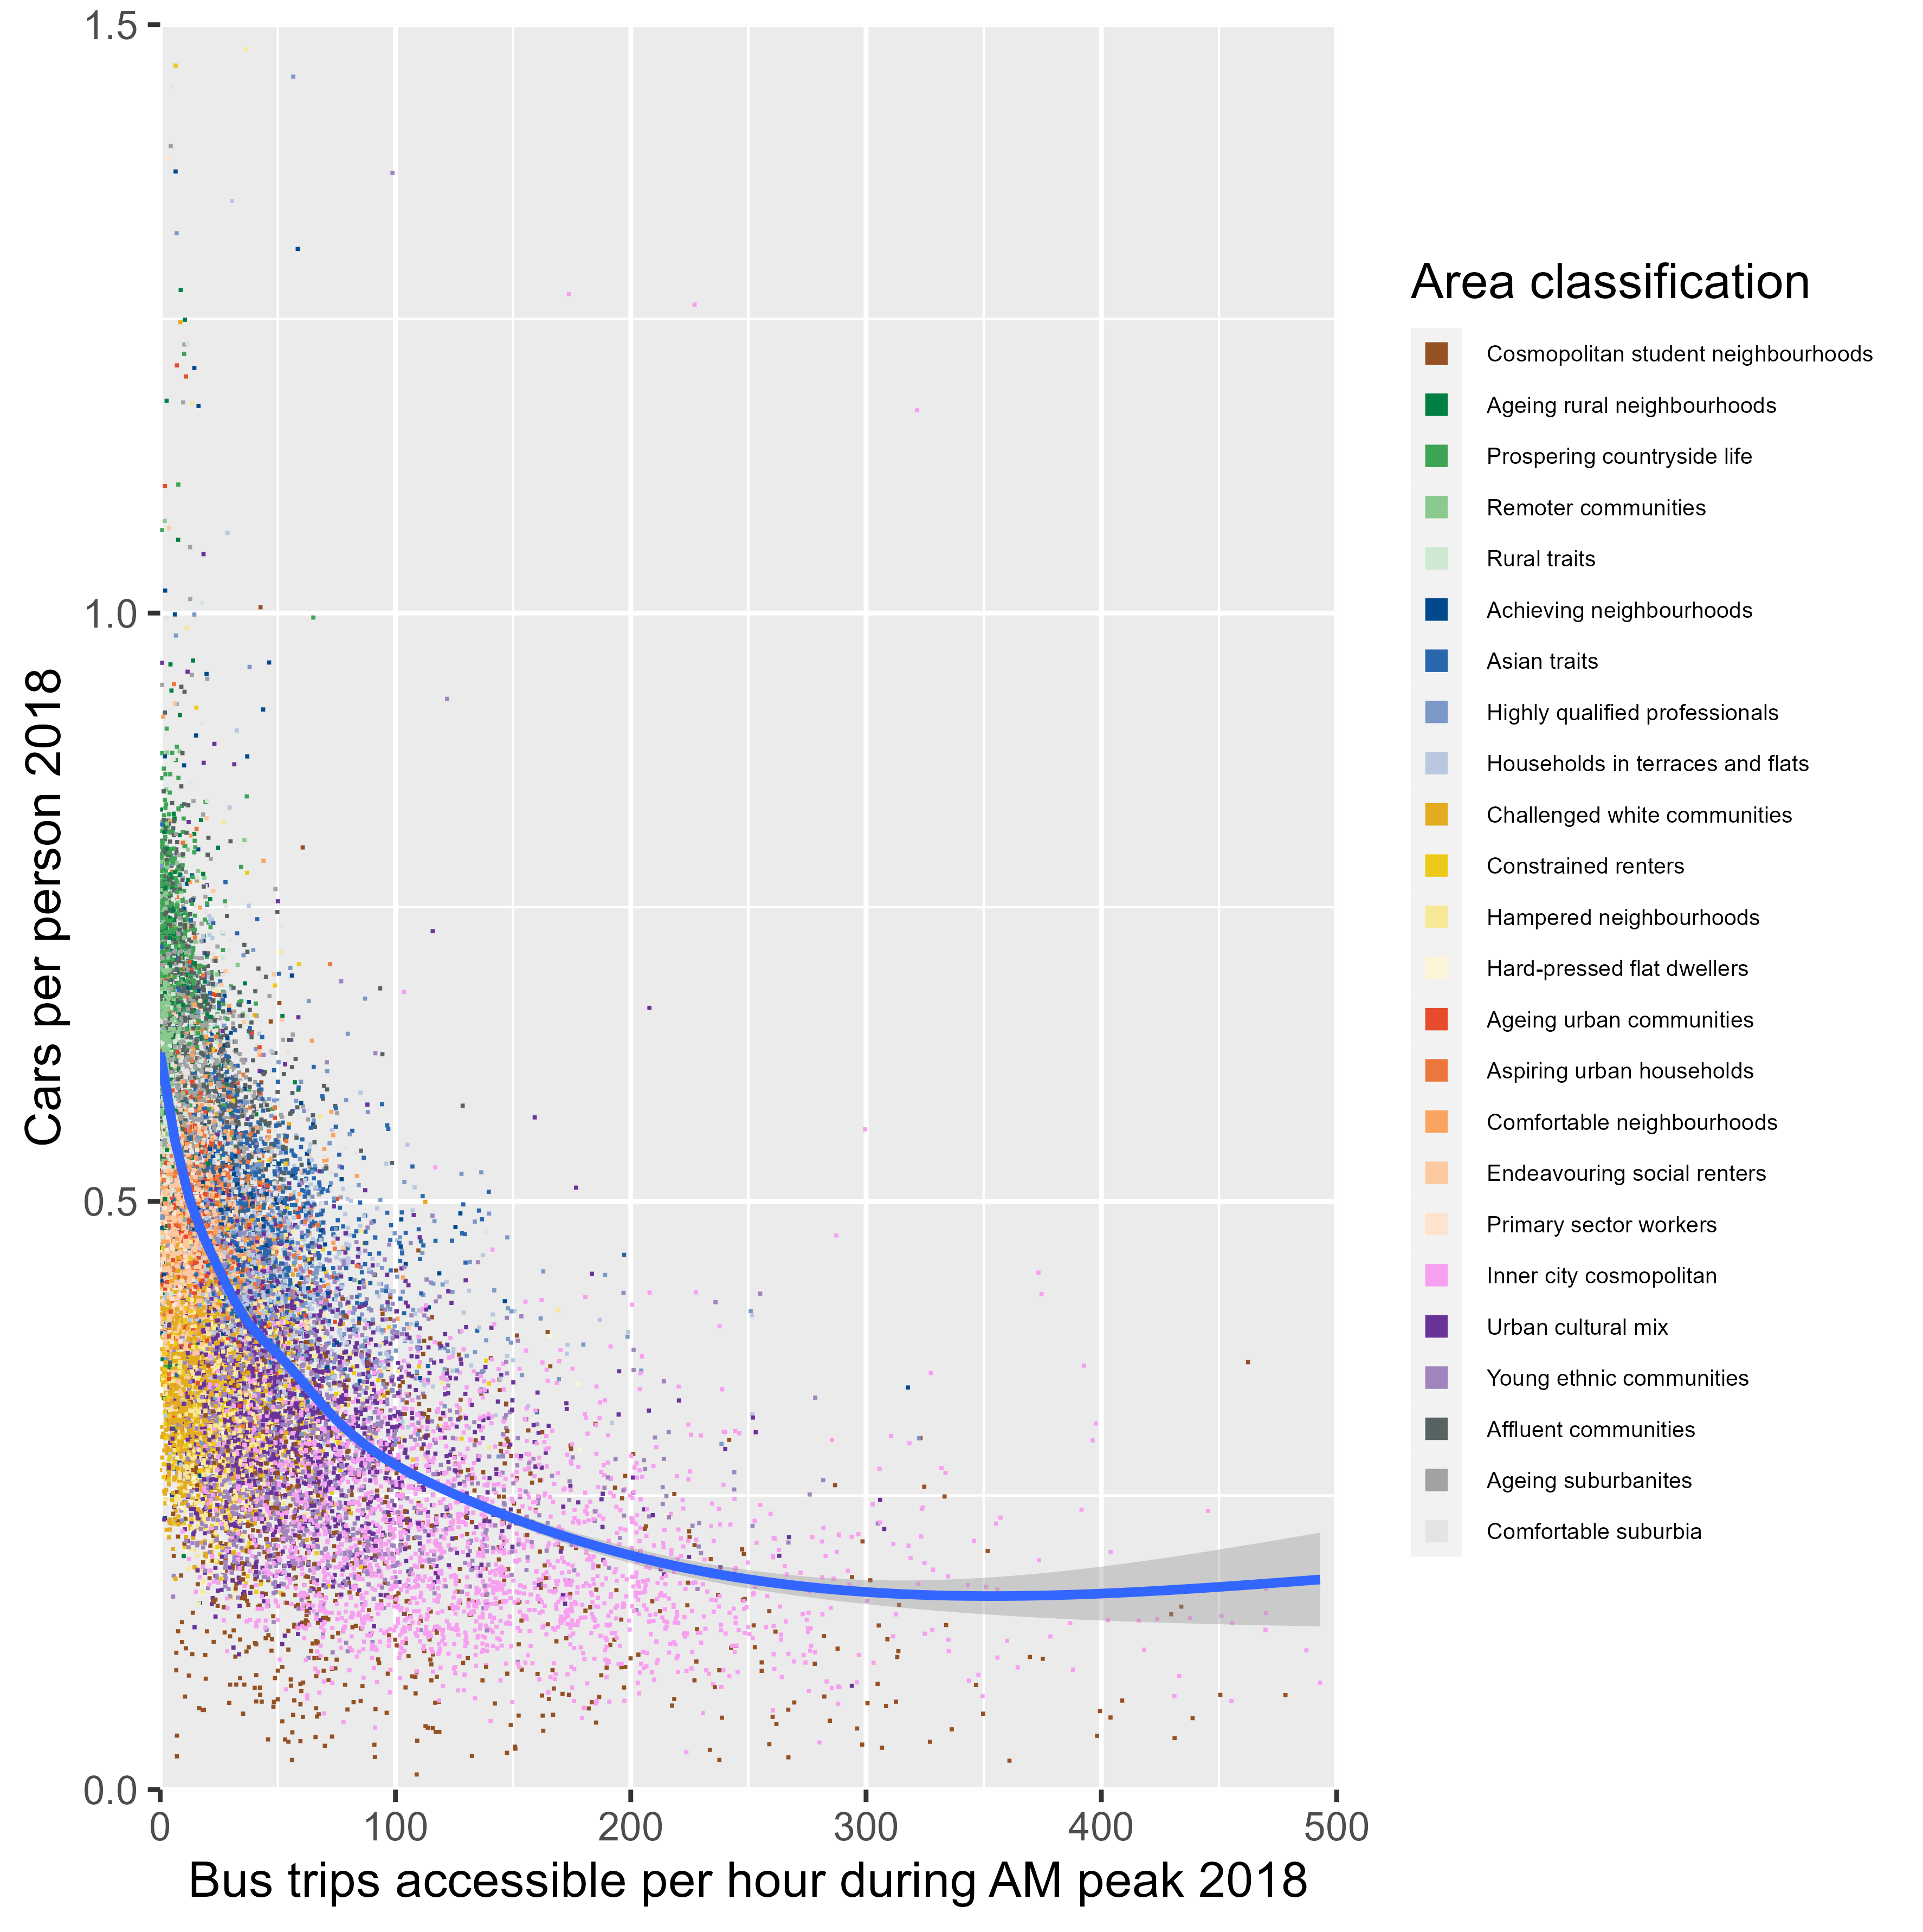 1.5
1.0
0.5
0.0
Cars per person 2018
0 100 200 300 400 500
Bus trips accessible per hour during AM peak 2018
Area classification
Cosmopolitan student neighbourhoods
Ageing rural neighbourhoods
Prospering countryside life
Remoter communities
Rural traits
Achieving neighbourhoods
Asian traits
Highly qualified professionals
Households in terraces and flats
Challenged white communities
Constrained renters
Hampered neighbourhoods
Hard-pressed flat dwellers
Ageing urban communities
Aspiring urban households
Comfortable neighbourhoods
Endeavouring social renters
Primary sector workers
Inner city cosmopolitan
Urban cultural mix
Young ethnic communities
Affluent communities
Ageing suburbanites
Comfortable suburbia